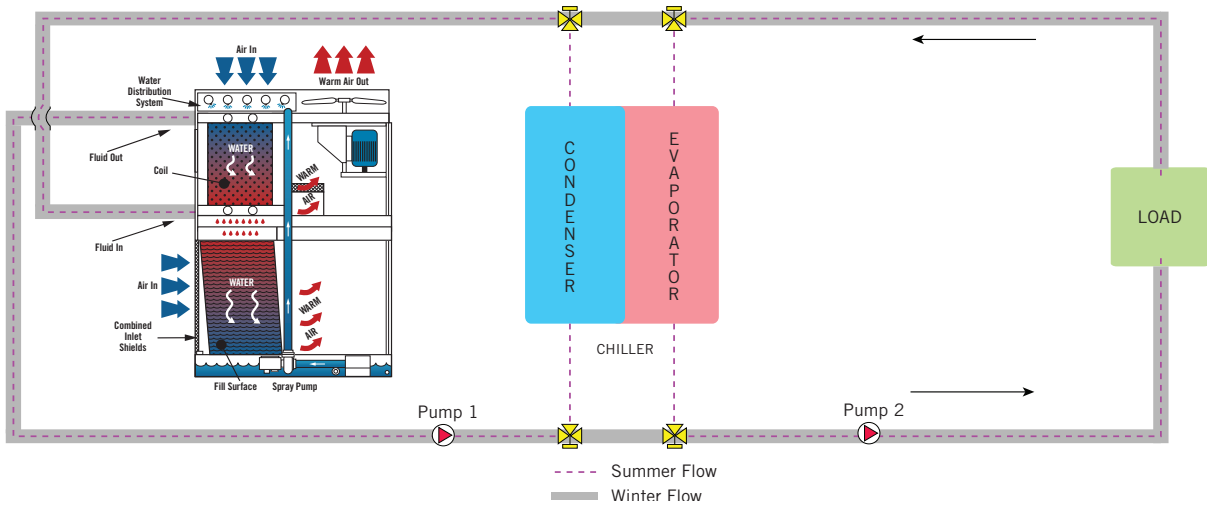 Air In
Warm Air Out
Water
Distribution
System
Fluid Out
WATER
Coil
WARM
AIR
Fluid In
Air In
WATER
WARM
AIR
Combined
Inlet
Shields
Fill Surface
Spray Pump
CONDENSER
EVAPORATOR
CHILLER
LOAD
Pump 1
Pump 2
Summer Flow
Winter Flow